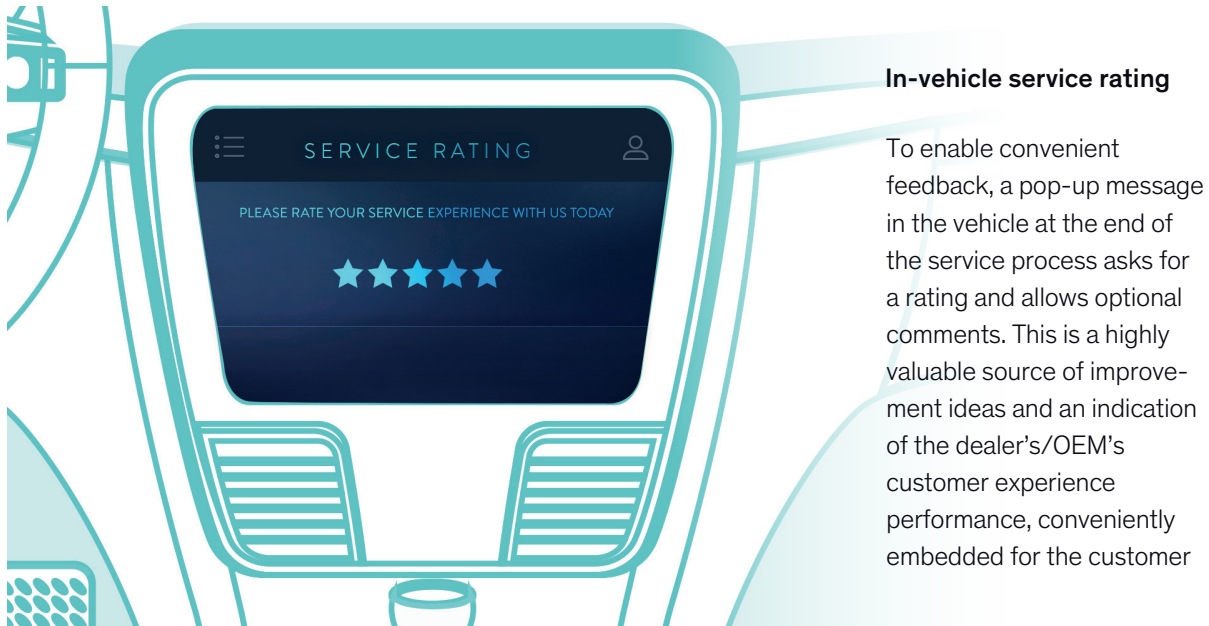 SERVICE RATING
PLEASE RATE YOUR SERVICE EXPERIENCE WITH US TODAY
In-vehicle service rating
To enable convenient
feedback, a pop-up message
in the vehicle at the end of
the service process asks for
a rating and allows optional
comments. This is a highly
valuable source of improve-
ment ideas and an indication
of the dealer’s/OEM’s
customer experience
performance, conveniently
embedded for the customer